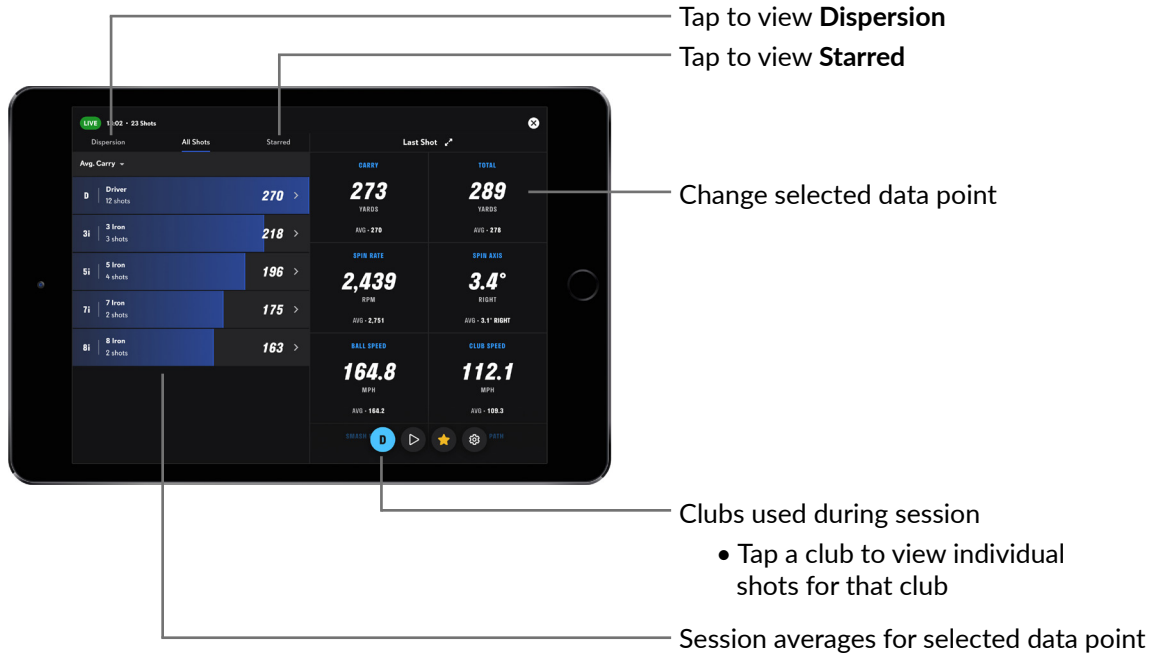 Tap to view Dispersion
Tap to view Starred
LIVE 11:02 • 23 Shots
Dispersion All Shots Starred
Last Shot
Avg. Carry
D Driver 270 >
12 shots
3i 3 Iron 218 >
3 shots
5i 5 Iron 196 >
4 shots
7i 7 Iron 175 >
2 shots
8i 8 Iron 163 >
2 shots
CARRY
273
YARDS
AVG • 270
TOTAL
289
YARDS
AVG • 278
SPIN RATE
2,439
RPM
AVG • 2,751
SPIN AXIS
3.4°
RIGHT
AVG • 3.1° RIGHT
BALL SPEED
164.8
MPH
AVG • 164.2
CLUB SPEED
112.1
MPH
AVG • 109.3
SMASH D PATH
Change selected data point
Clubs used during session
• Tap a club to view individual
shots for that club
Session averages for selected data point